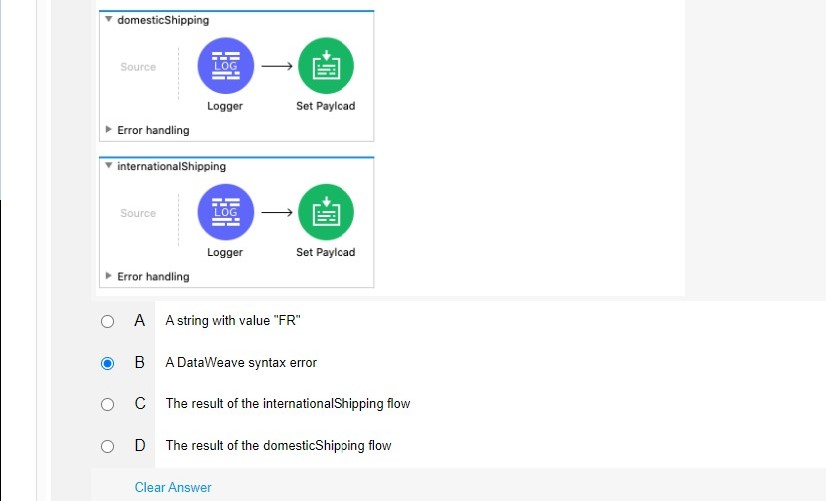 domesticShipping
Source
LOG
Logger
Set Paylcad
Error handling
internationalShipping
Source
LOG
Logger
Set Paylcad
Error handling
A A string with value "FR"
B A DataWeave syntax error
C The result of the internationalShipping flow
D The result of the domesticShipping flow
Clear Answer